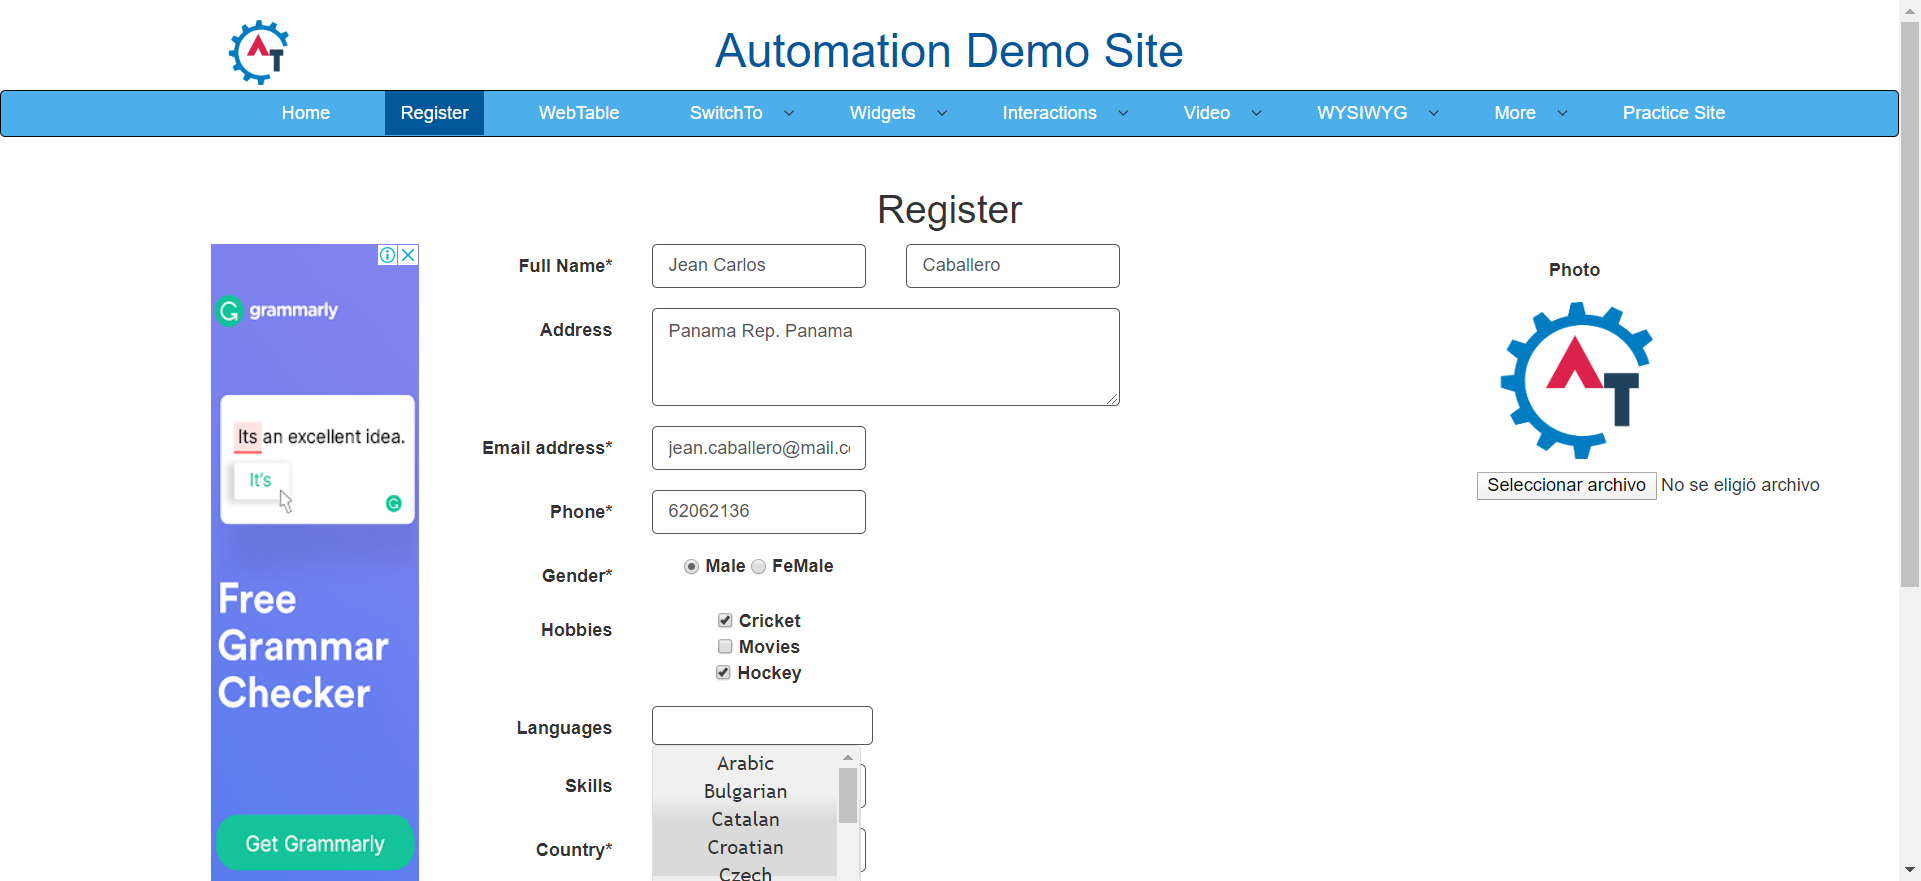 AT
Automation Demo Site
Home Register WebTable SwitchTo Widgets Interactions Video WYSIWYG More Practice Site
Register
grammarly
Its an excellent idea.
It's
Free
Grammar
Checker
Get Grammarly
Full Name* Jean Carlos Caballero
Address Panama Rep. Panama
Email address* jean.caballero@mail.c
Phone* 62062136
Gender* Male FeMale
Hobbies Cricket
Movies
Hockey
Languages
Arabic
Bulgarian
Catalan
Croatian
Czech
Skills
Country*
Photo
AT
Seleccionar archivo No se eligió archivo